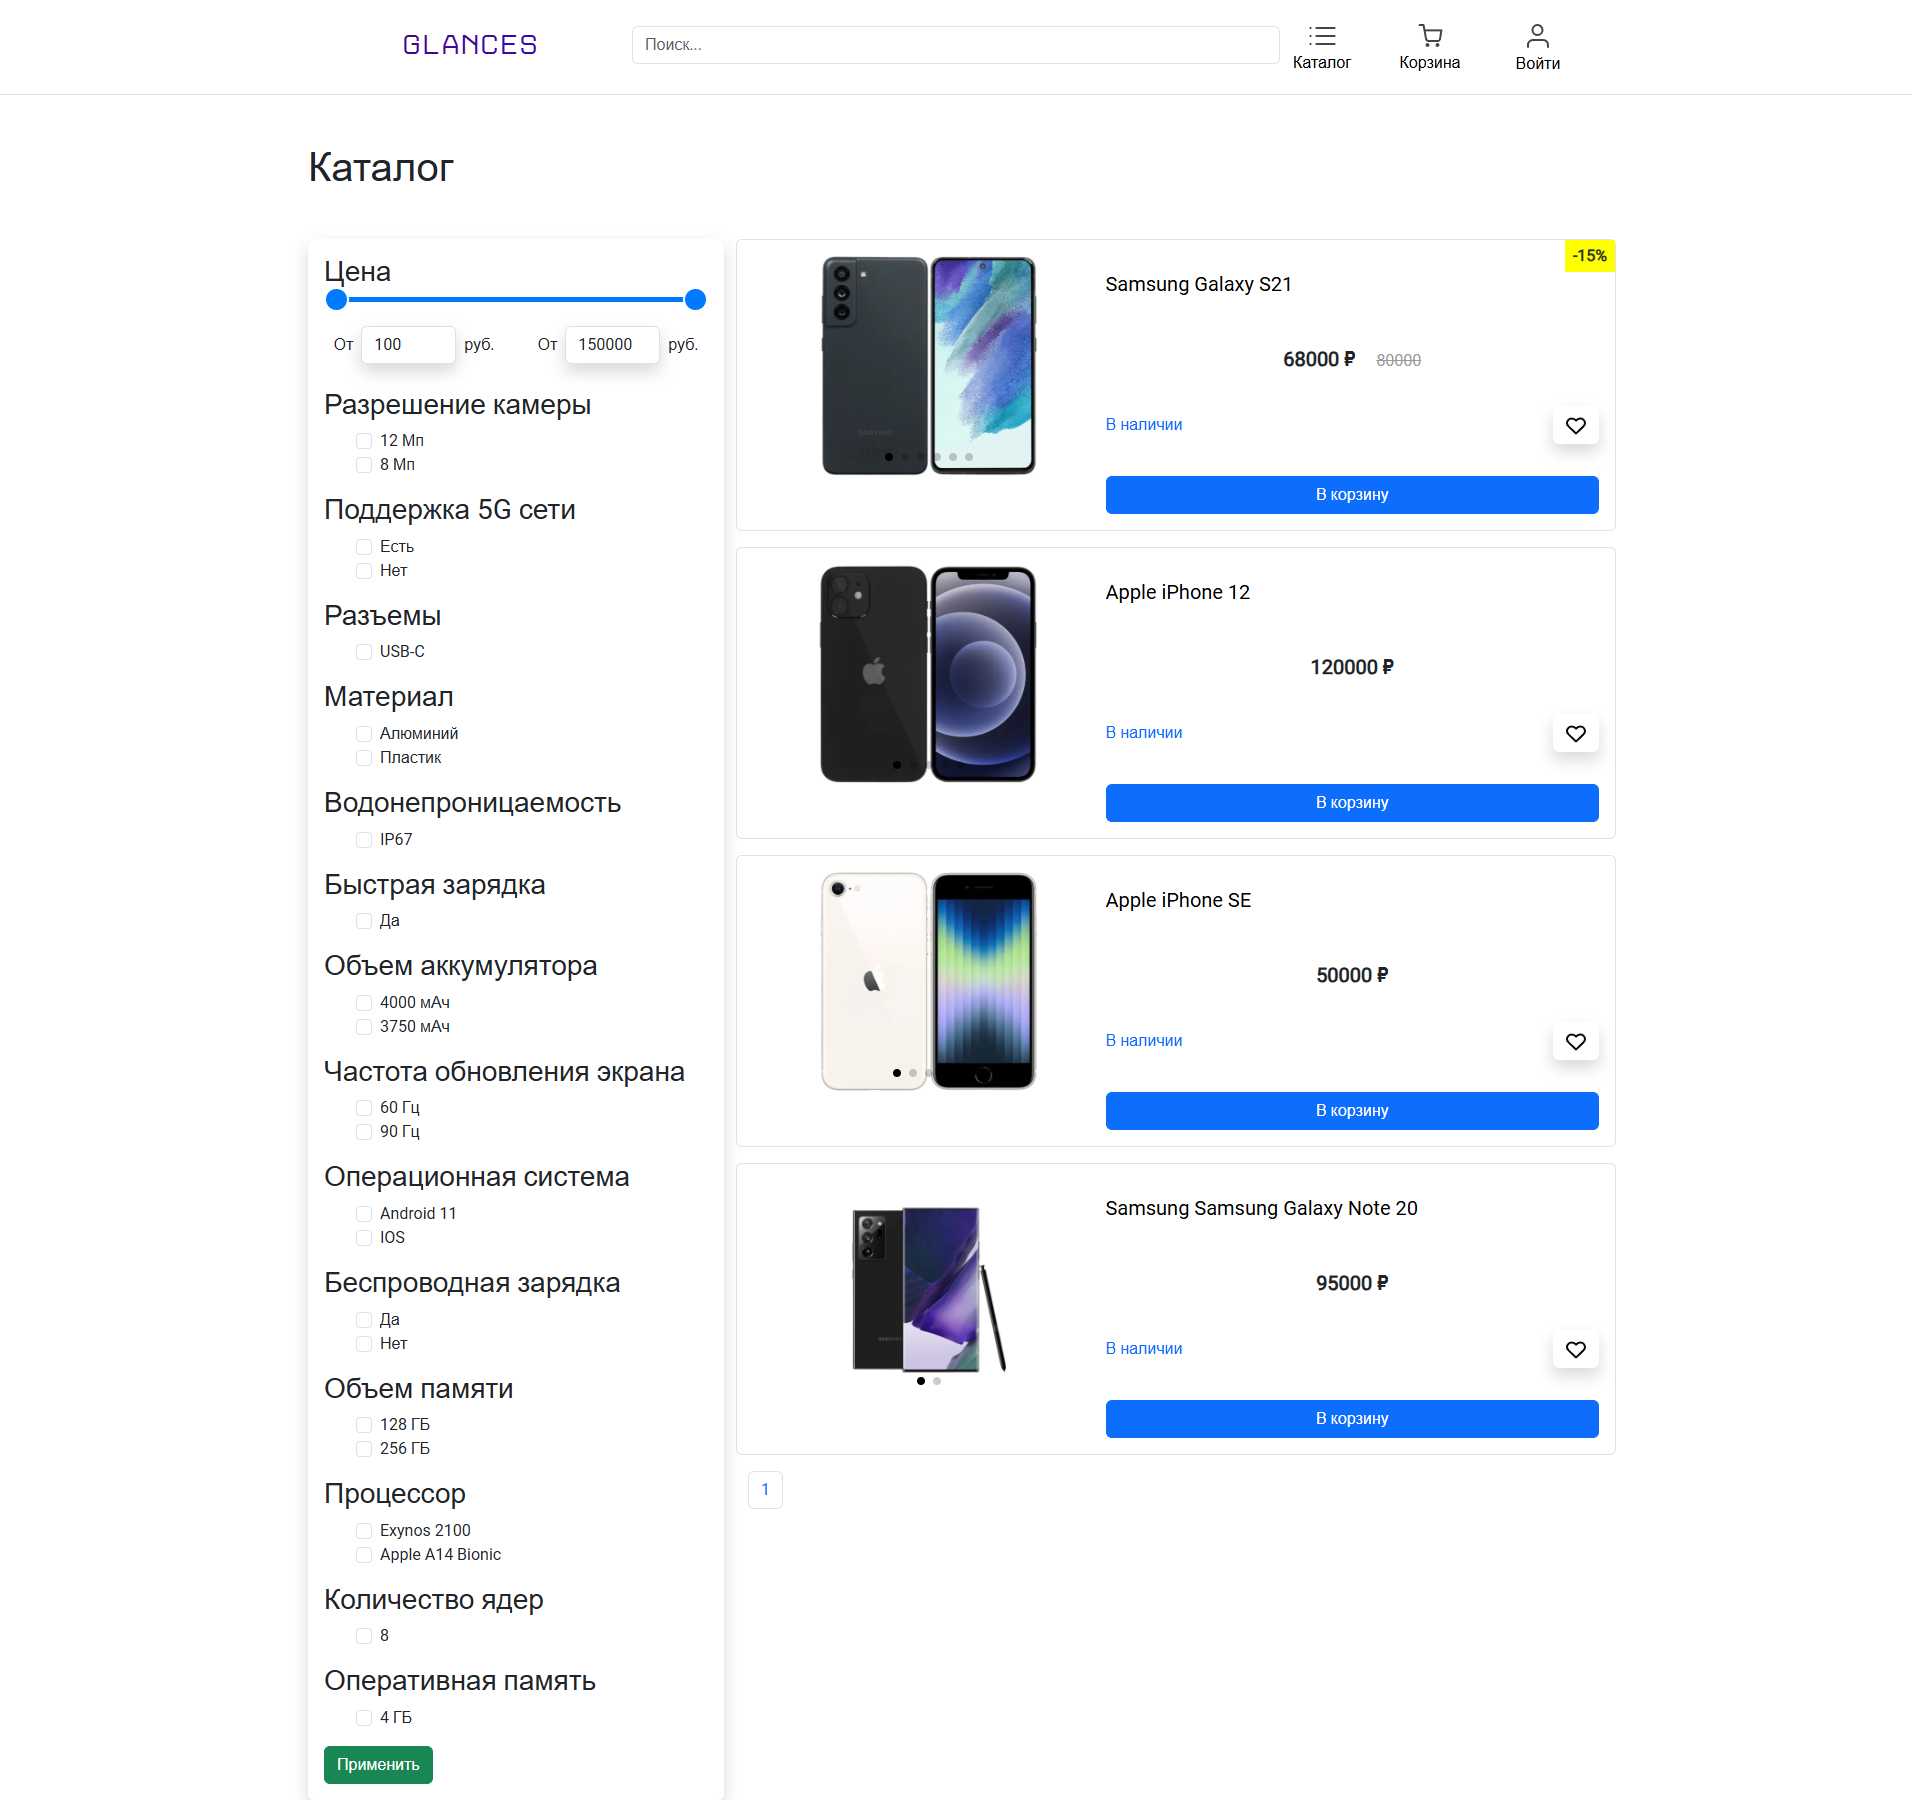 GLANCES
Поиск...
Каталог
Корзина
Войти
Каталог
Цена
От 100 руб. От 150000 руб.
Разрешение камеры
12 Мп
8 Мп
Поддержка 5G сети
Есть
Нет
Разъемы
USB-C
Материал
Алюминий
Пластик
Водонепроницаемость
IP67
Быстрая зарядка
Да
Объем аккумулятора
4000 мАч
3750 мАч
Частота обновления экрана
60 Гц
90 Гц
Операционная система
Android 11
IOS
Беспроводная зарядка
Да
Нет
Объем памяти
128 ГБ
256 ГБ
Процессор
Exynos 2100
Apple A14 Bionic
Количество ядер
8
Оперативная память
4 ГБ
Применить
-15%
SAMSUNG
Samsung Galaxy S21
68000 ₽ 80000
В наличии
В корзину
Apple iPhone 12
120000 ₽
В наличии
В корзину
Apple iPhone SE
50000 ₽
В наличии
В корзину
SAMSUNG
Samsung Samsung Galaxy Note 20
95000 ₽
В наличии
В корзину
1